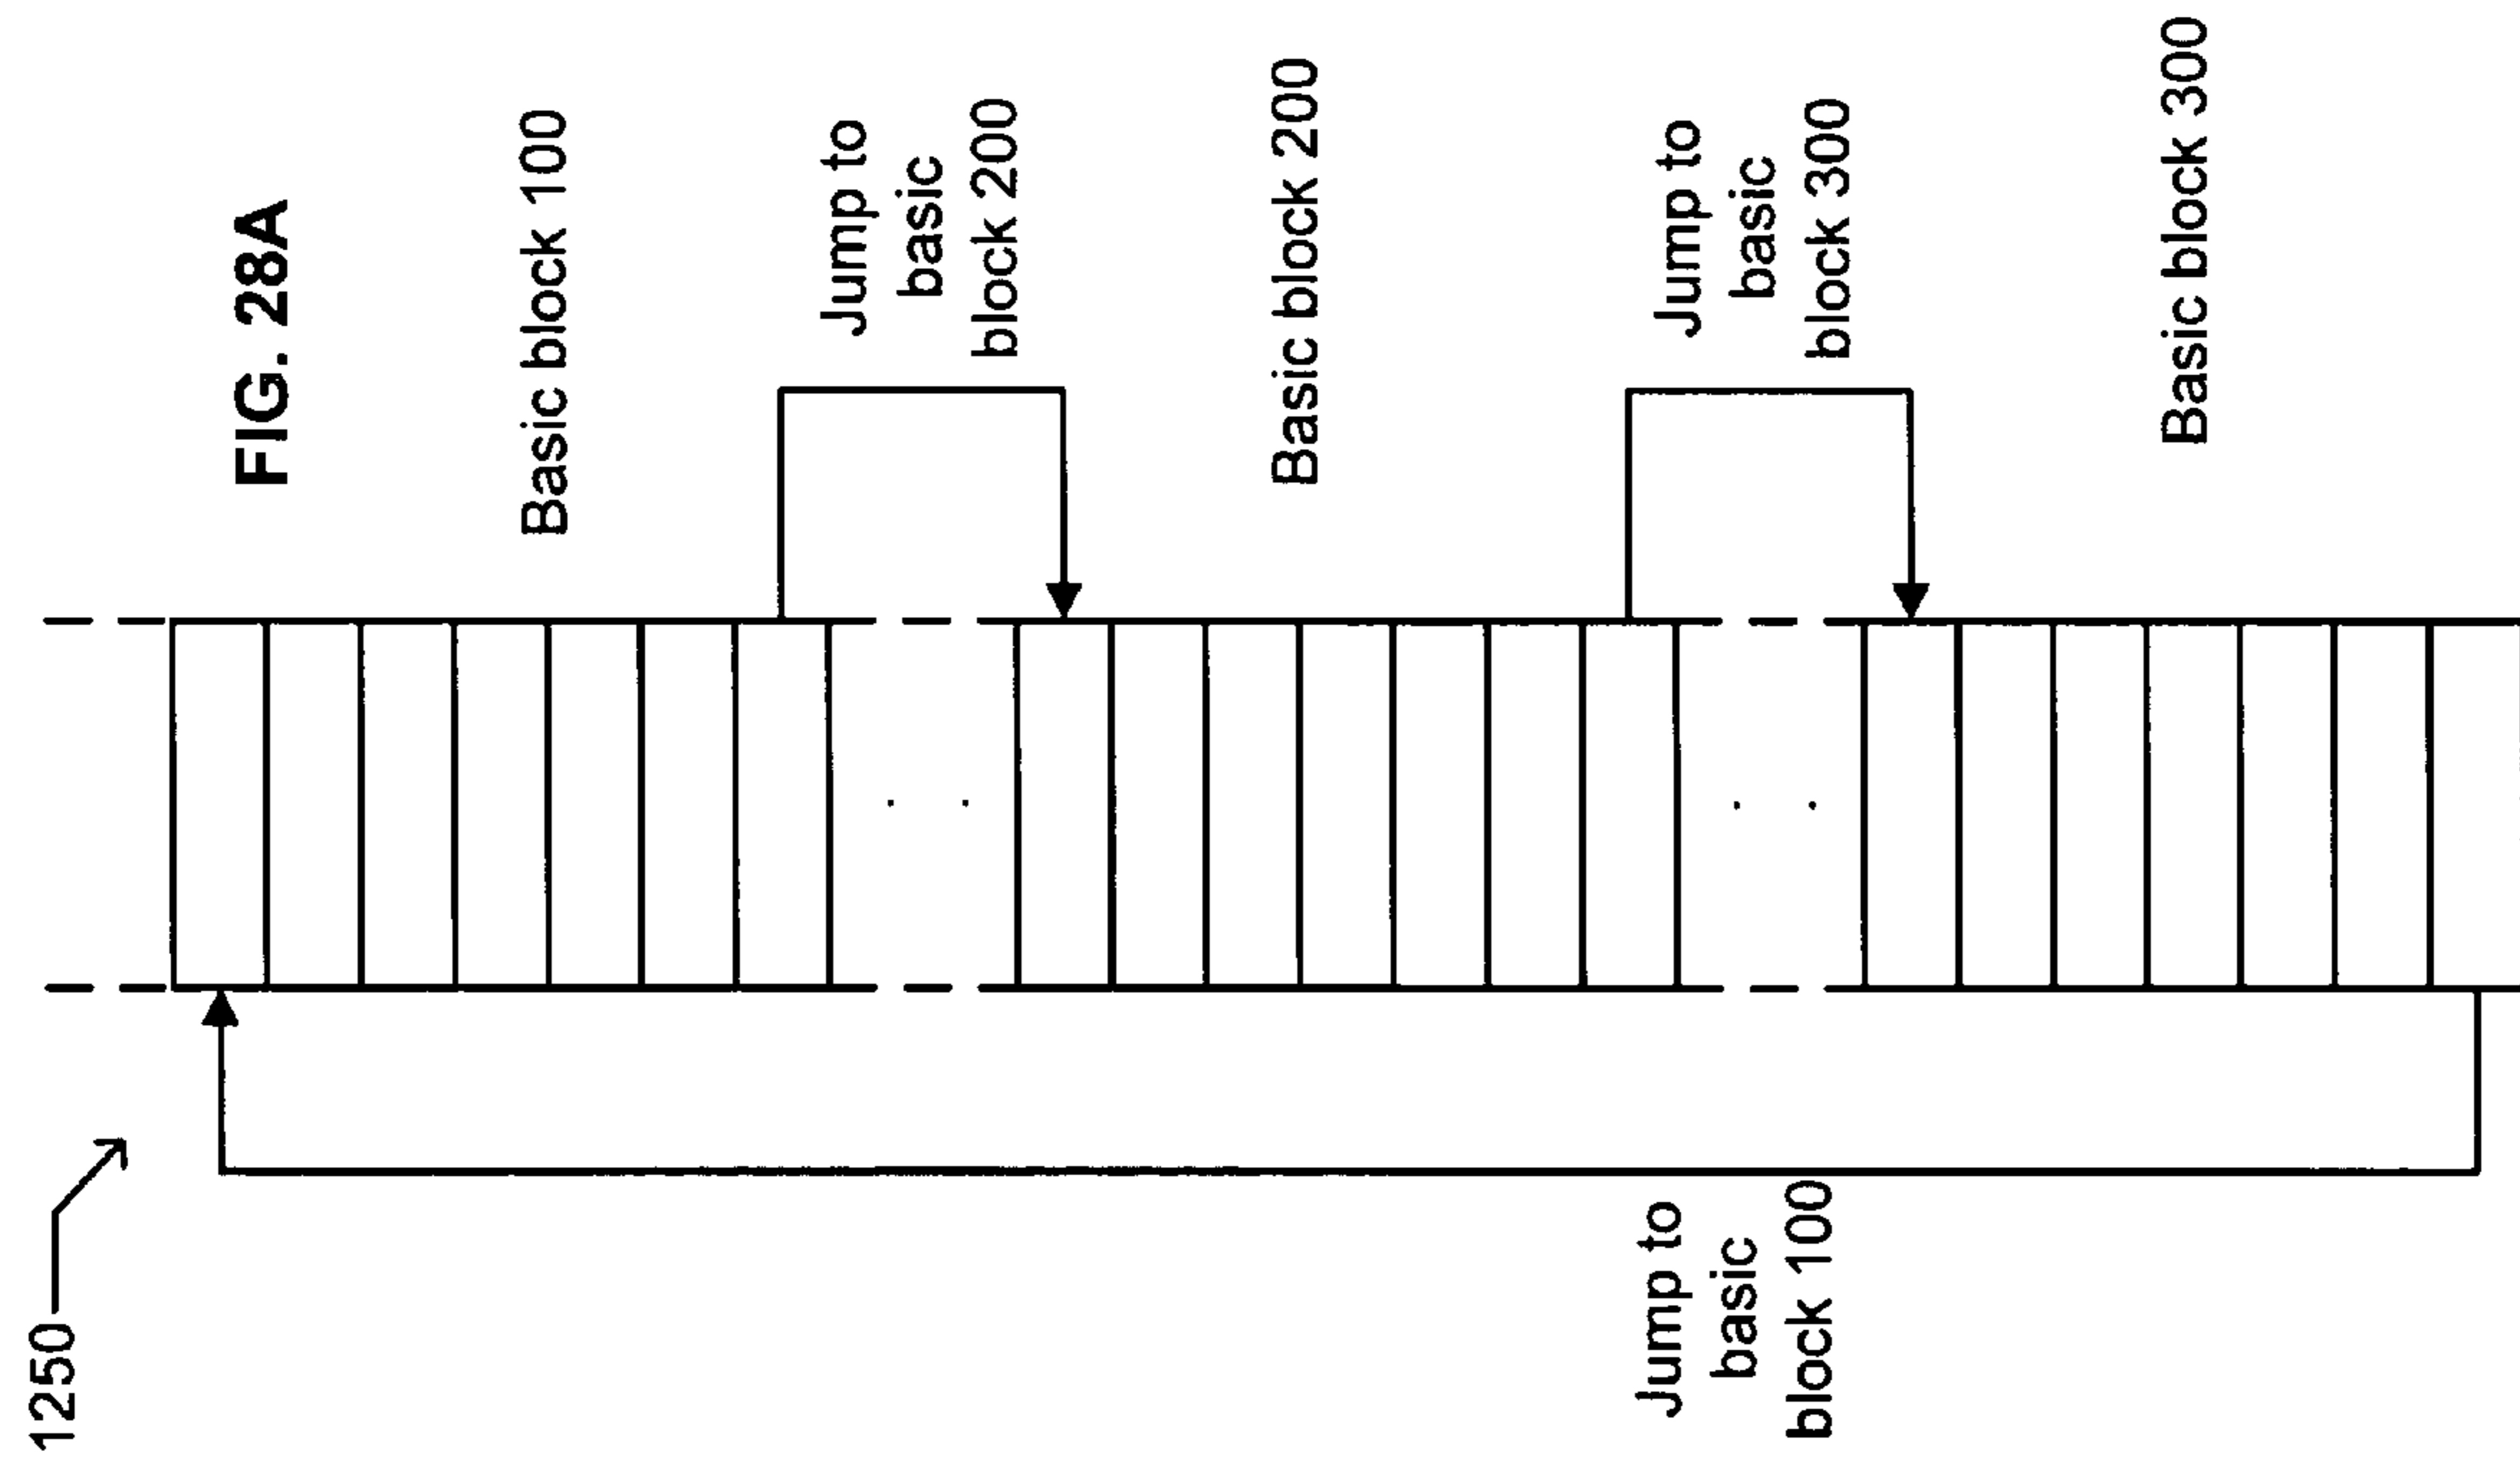 FIG. 28A
1250
Basic block 100
Jump to
basic
block 200
Basic block 200
Jump to
basic
block 300
Basic block 300
Jump to
basic
block 100